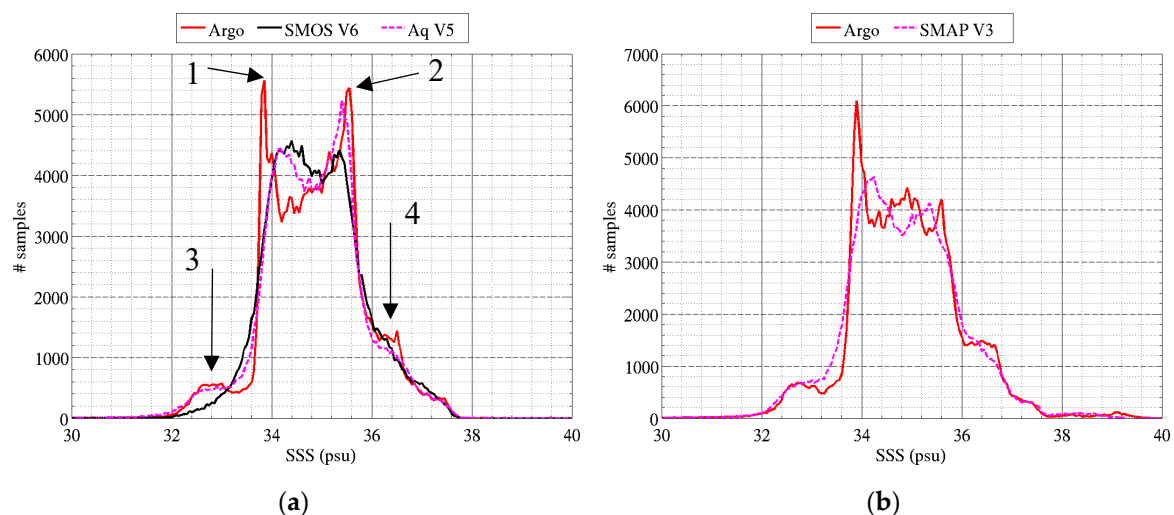 Argo SMOS V6 Aq V5
6000
5000
4000
3000
2000
1000
0
# samples
1
2
3
4
30 32 34 36 38 40
SSS (psu)
(a)
Argo SMAP V3
7000
6000
5000
4000
3000
2000
1000
0
# samples
30 32 34 36 38 40
SSS (psu)
(b)